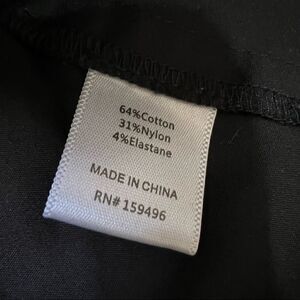 64%Cotton
31%Nylon
4%Elastane
MADE IN CHINA
RN# 159496